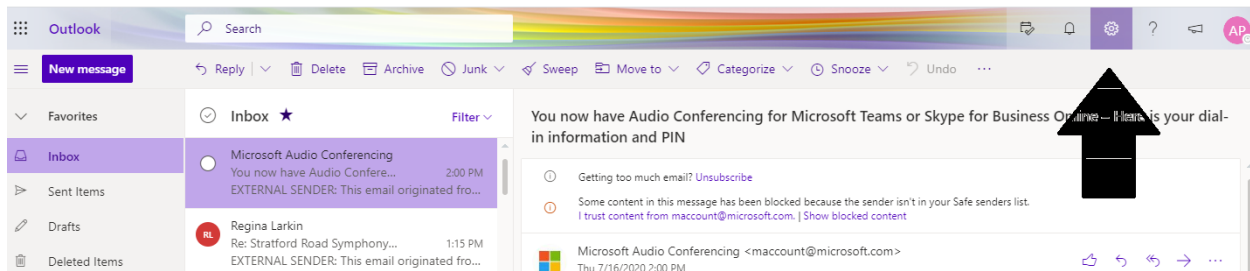 Outlook
Search
AP
New message
Reply
Delete
Archive
Junk
Sweep
Move to
Categorize
Snooze
Undo
Favorites
Inbox
Sent Items
Drafts
Deleted Items
Inbox ★
Filter
Microsoft Audio Conferencing
You now have Audio Confere... 2:00 PM
EXTERNAL SENDER: This email originated fro...
RL
Regina Larkin
Re: Stratford Road Symphony... 1:15 PM
EXTERNAL SENDER: This email originated fro...
You now have Audio Conferencing for Microsoft Teams or Skype for Business Online – Here is your dial-
in information and PIN
Getting too much email? Unsubscribe
Some content in this message has been blocked because the sender isn't in your Safe senders list.
I trust content from maccount@microsoft.com. | Show blocked content
Microsoft Audio Conferencing <maccount@microsoft.com>
Thu 7/16/2020 2:00 PM